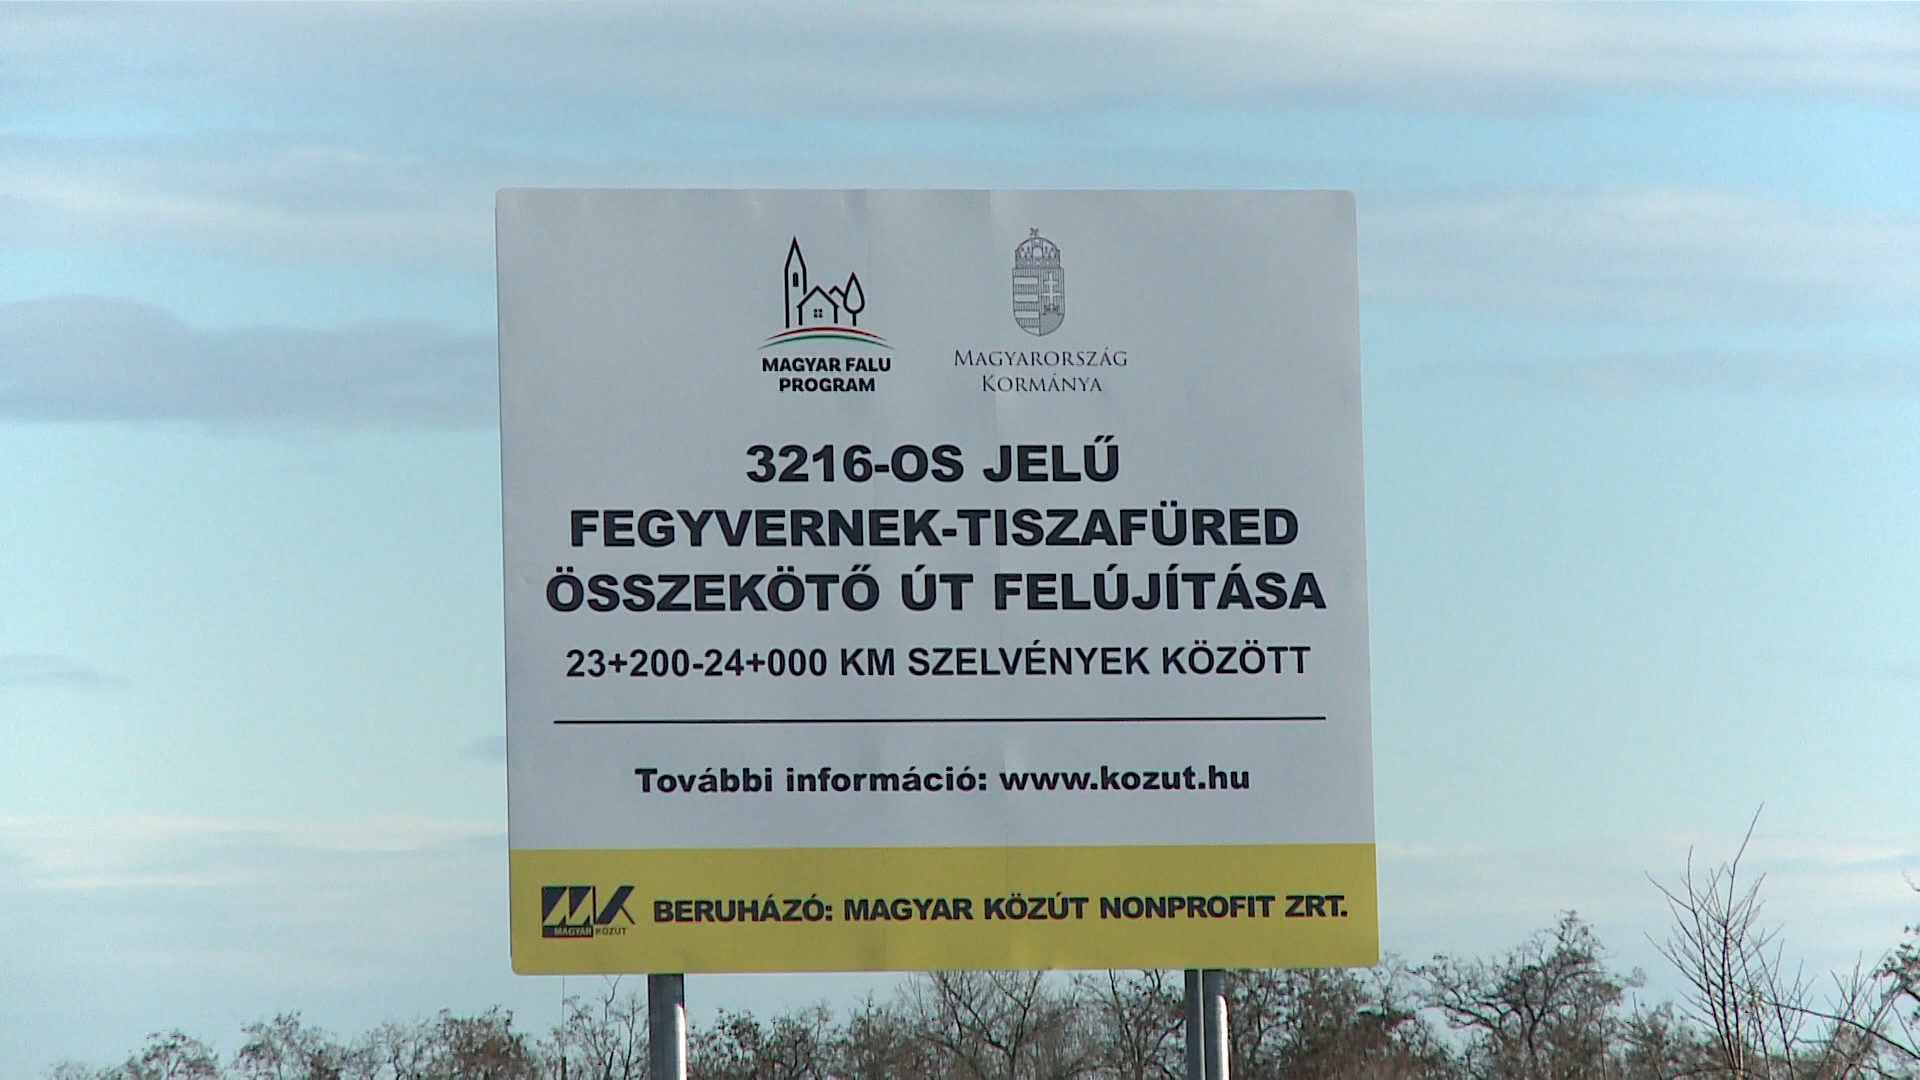 MAGYAR FALU
PROGRAM
MAGYARORSZÁG
KORMÁNYA
3216-OS JELŰ
FEGYVERNEK-TISZAFÜRED
ÖSSZEKÖTŐ ÚT FELÚJÍTÁSA
23+200-24+000 KM SZELVÉNYEK KÖZÖTT
További információ: www.kozut.hu
MK
MAGYAR KÖZÚT
BERUHÁZÓ: MAGYAR KÖZÚT NONPROFIT ZRT.